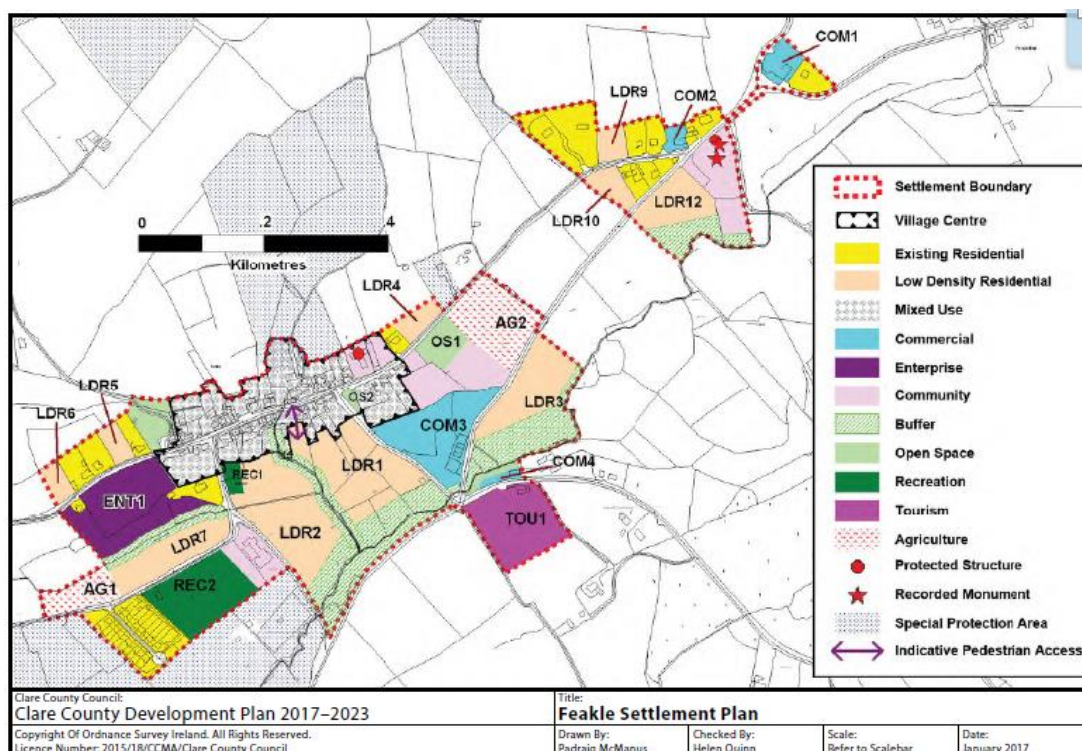 COM1
LDR9
COM2
LDR10
LDR12
0 .2 4
Kilometres
LDR4
OS1
AG2
OS2
LDR5
LDR6
COM3
LDR3
LDR1
REC1
COM4
ENT1
TOU1
LDR2
LDR7
AG1
REC2
Settlement Boundary
Village Centre
Existing Residential
Low Density Residential
Mixed Use
Commercial
Enterprise
Community
Buffer
Open Space
Recreation
Tourism
Agriculture
Protected Structure
Recorded Monument
Special Protection Area
Indicative Pedestrian Access
Clare County Council:
Clare County Development Plan 2017–2023
Copyright Of Ordnance Survey Ireland. All Rights Reserved.
Licence Number: 2015/18/CCMA/Clare County Council
Title:
Feakle Settlement Plan
Drawn By:
Padraig McManus
Checked By:
Helen Quinn
Scale:
Refer to Scalebar
Date:
January 2017